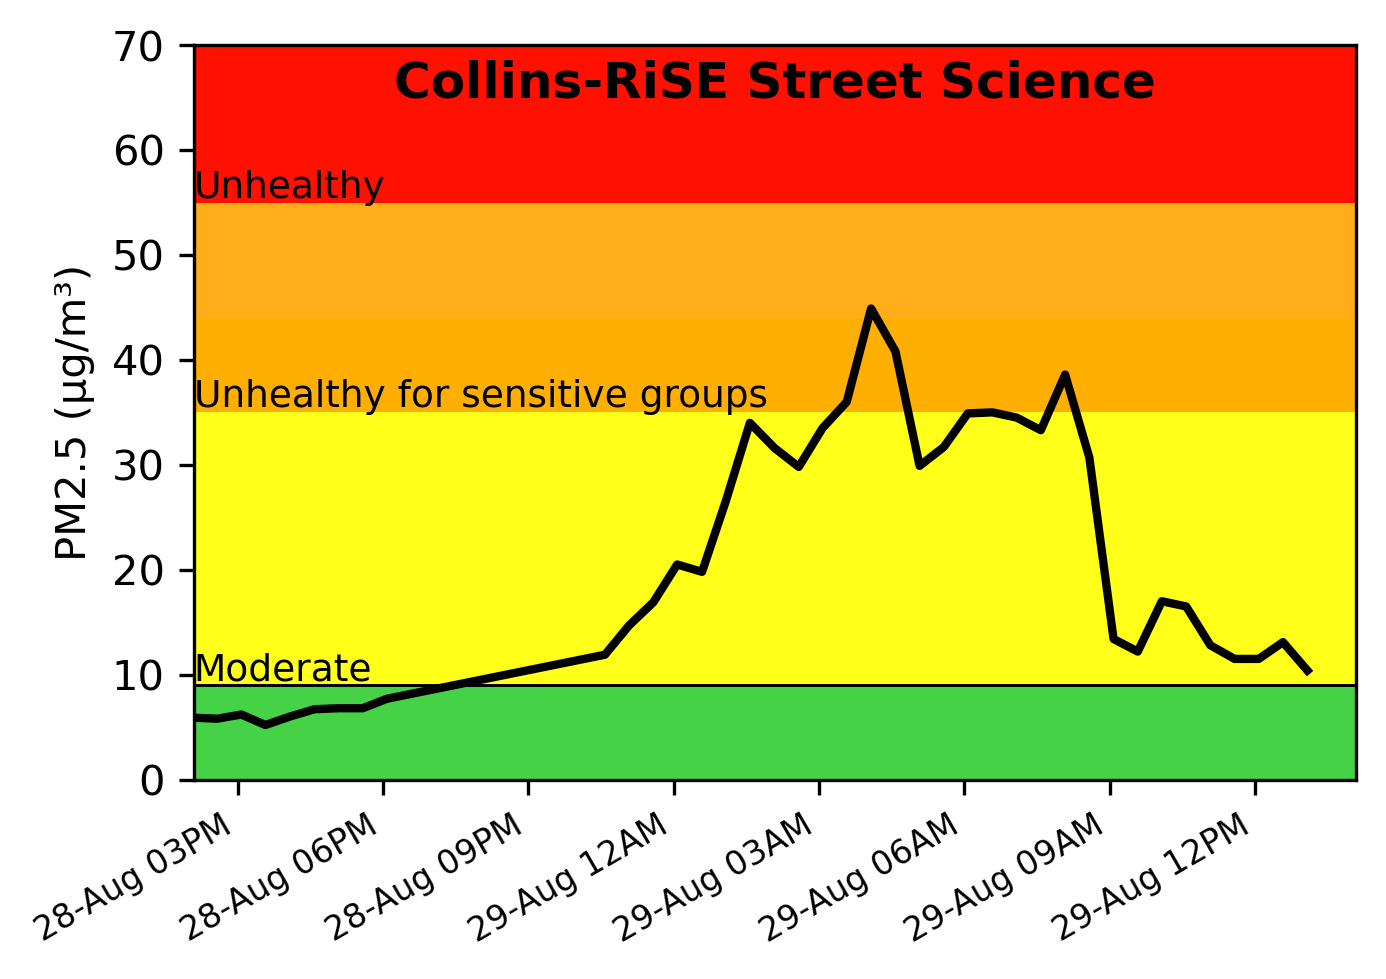 Collins-RiSE Street Science
70
60
50
40
30
20
10
0
PM2.5 (µg/m³)
Unhealthy
Unhealthy for sensitive groups
Moderate
28-Aug 03PM
28-Aug 06PM
28-Aug 09PM
29-Aug 12AM
29-Aug 03AM
29-Aug 06AM
29-Aug 09AM
29-Aug 12PM